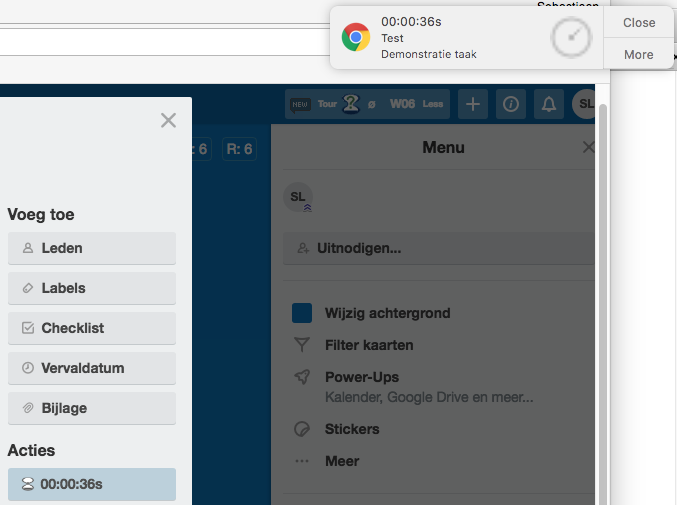 Sebastiaan
00:00:36s
Test
Demonstratie taak
Close
More
NEW Tour ø W06 Less
SL
: 6 R: 6
Menu
SL
Uitnodigen...
Voeg toe
Leden
Labels
Checklist
Vervaldatum
Bijlage
Acties
00:00:36s
Wijzig achtergrond
Filter kaarten
Power-Ups
Kalender, Google Drive en meer...
Stickers
Meer